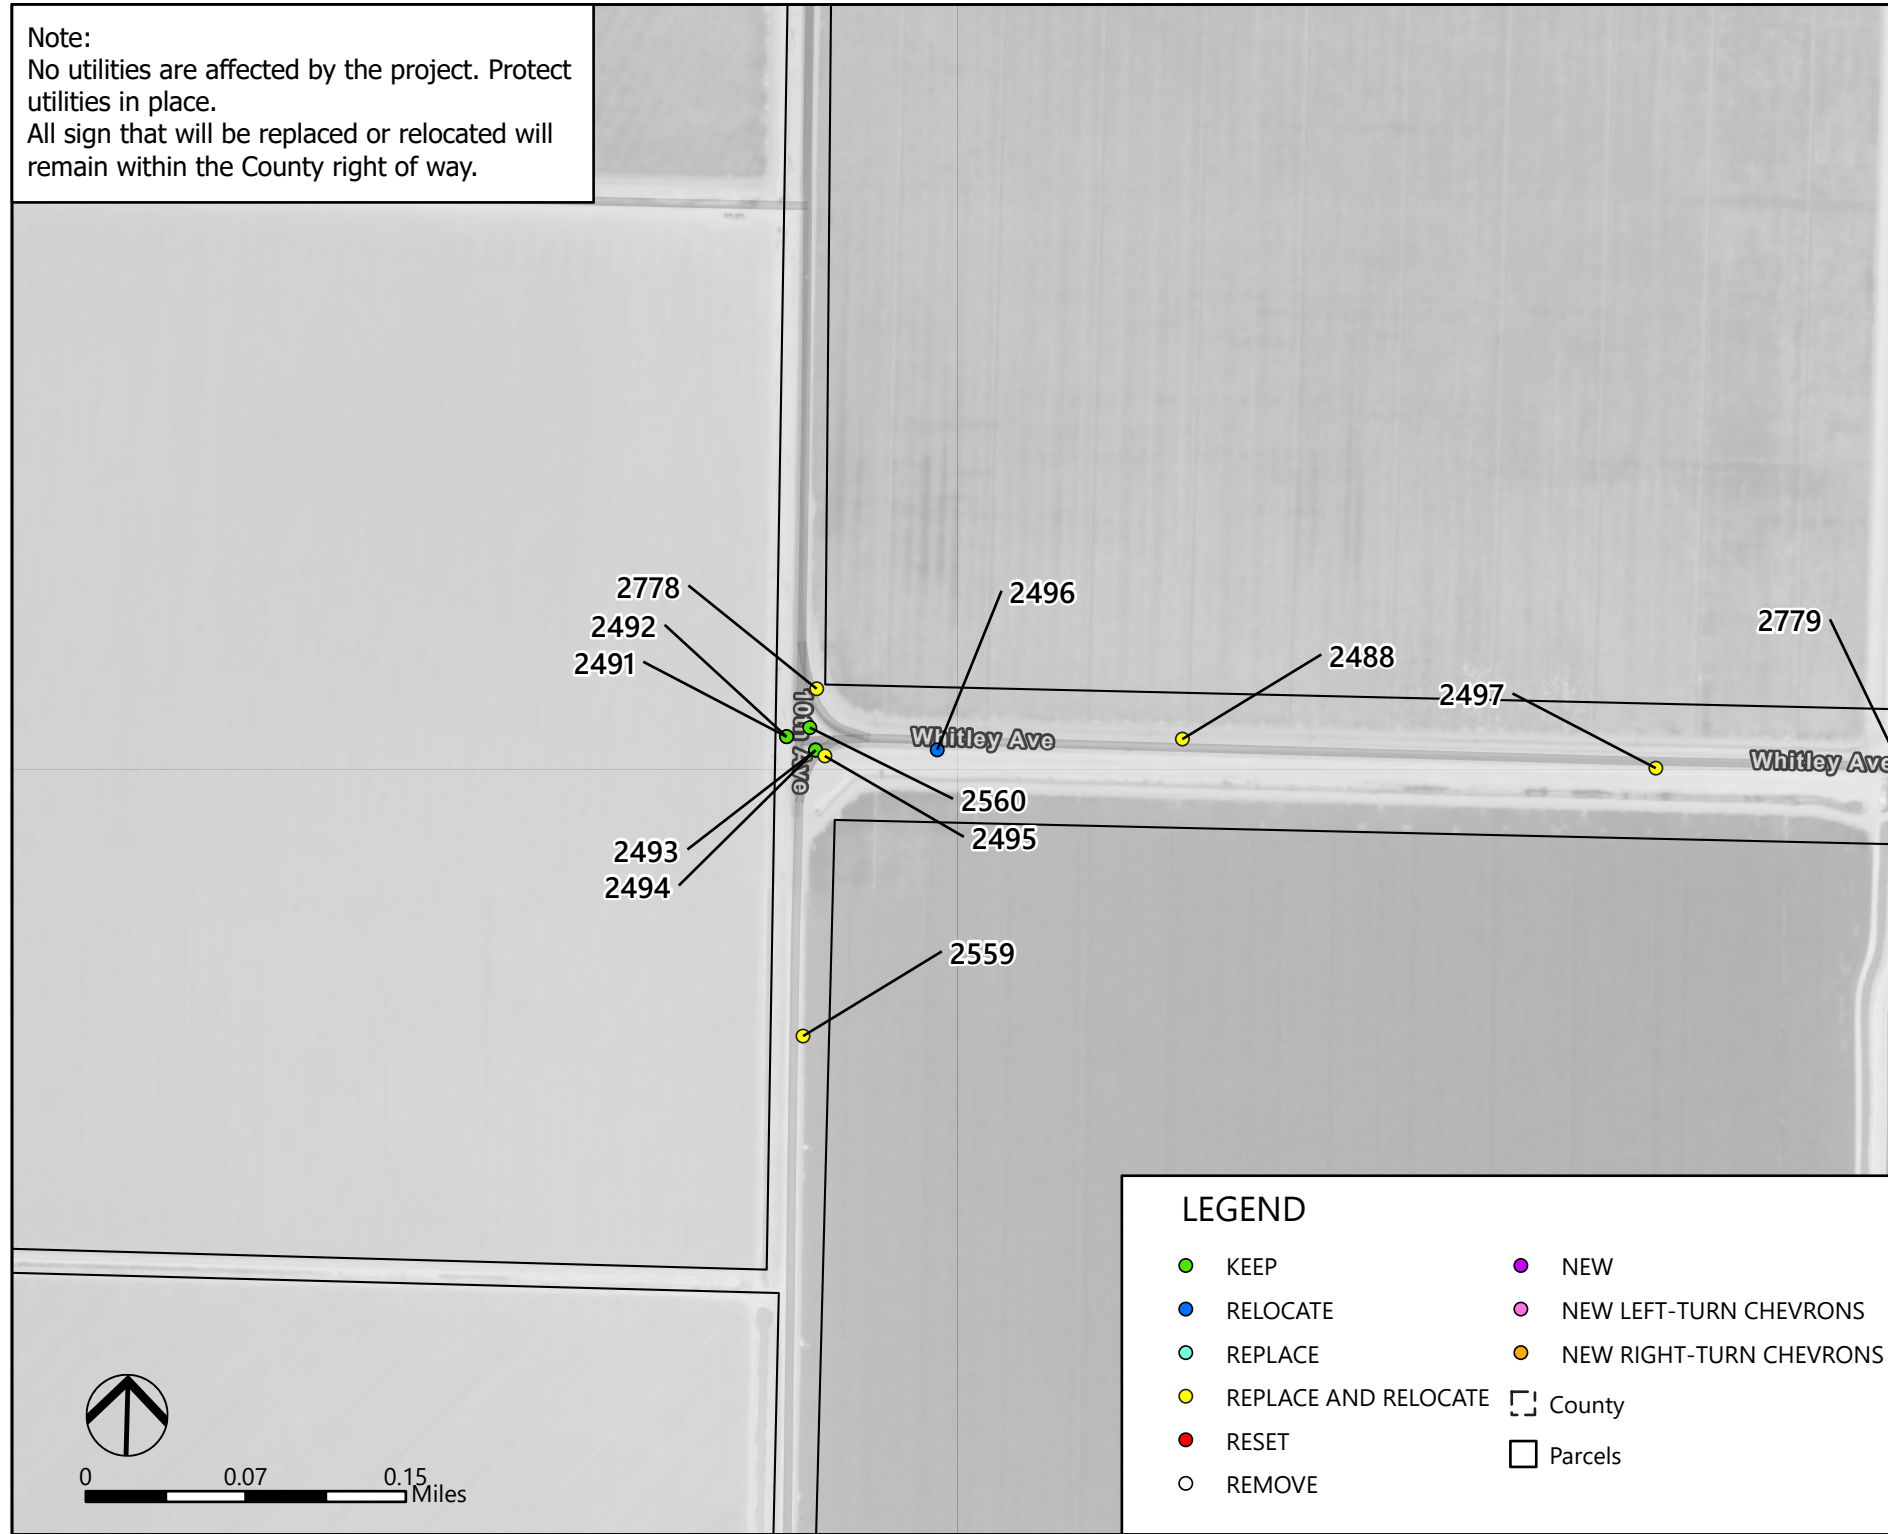 Note:
No utilities are affected by the project. Protect
utilities in place.
All sign that will be replaced or relocated will
remain within the County right of way.
2778
2496
2492
2779
2491
2488
2497
10th Ave
Whitley Ave
Whitley Ave
2560
2495
2493
2494
2559
LEGEND
KEEP
RELOCATE
REPLACE
REPLACE AND RELOCATE
RESET
REMOVE
NEW
NEW LEFT-TURN CHEVRONS
NEW RIGHT-TURN CHEVRONS
County
Parcels
0 0.07 0.15
Miles